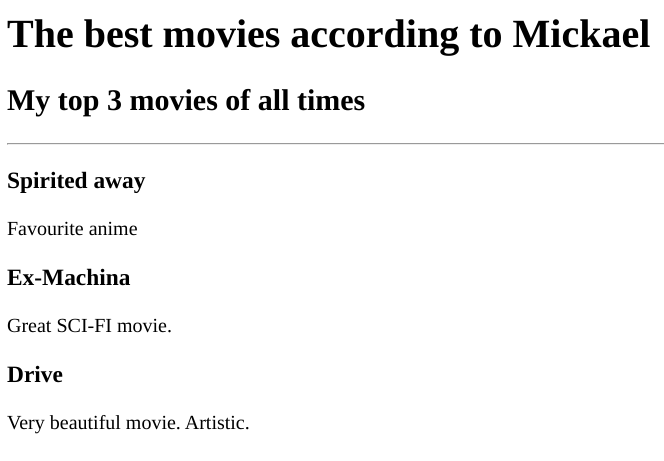 The best movies according to Mickael
My top 3 movies of all times
Spirited away
Favourite anime
Ex-Machina
Great SCI-FI movie.
Drive
Very beautiful movie. Artistic.